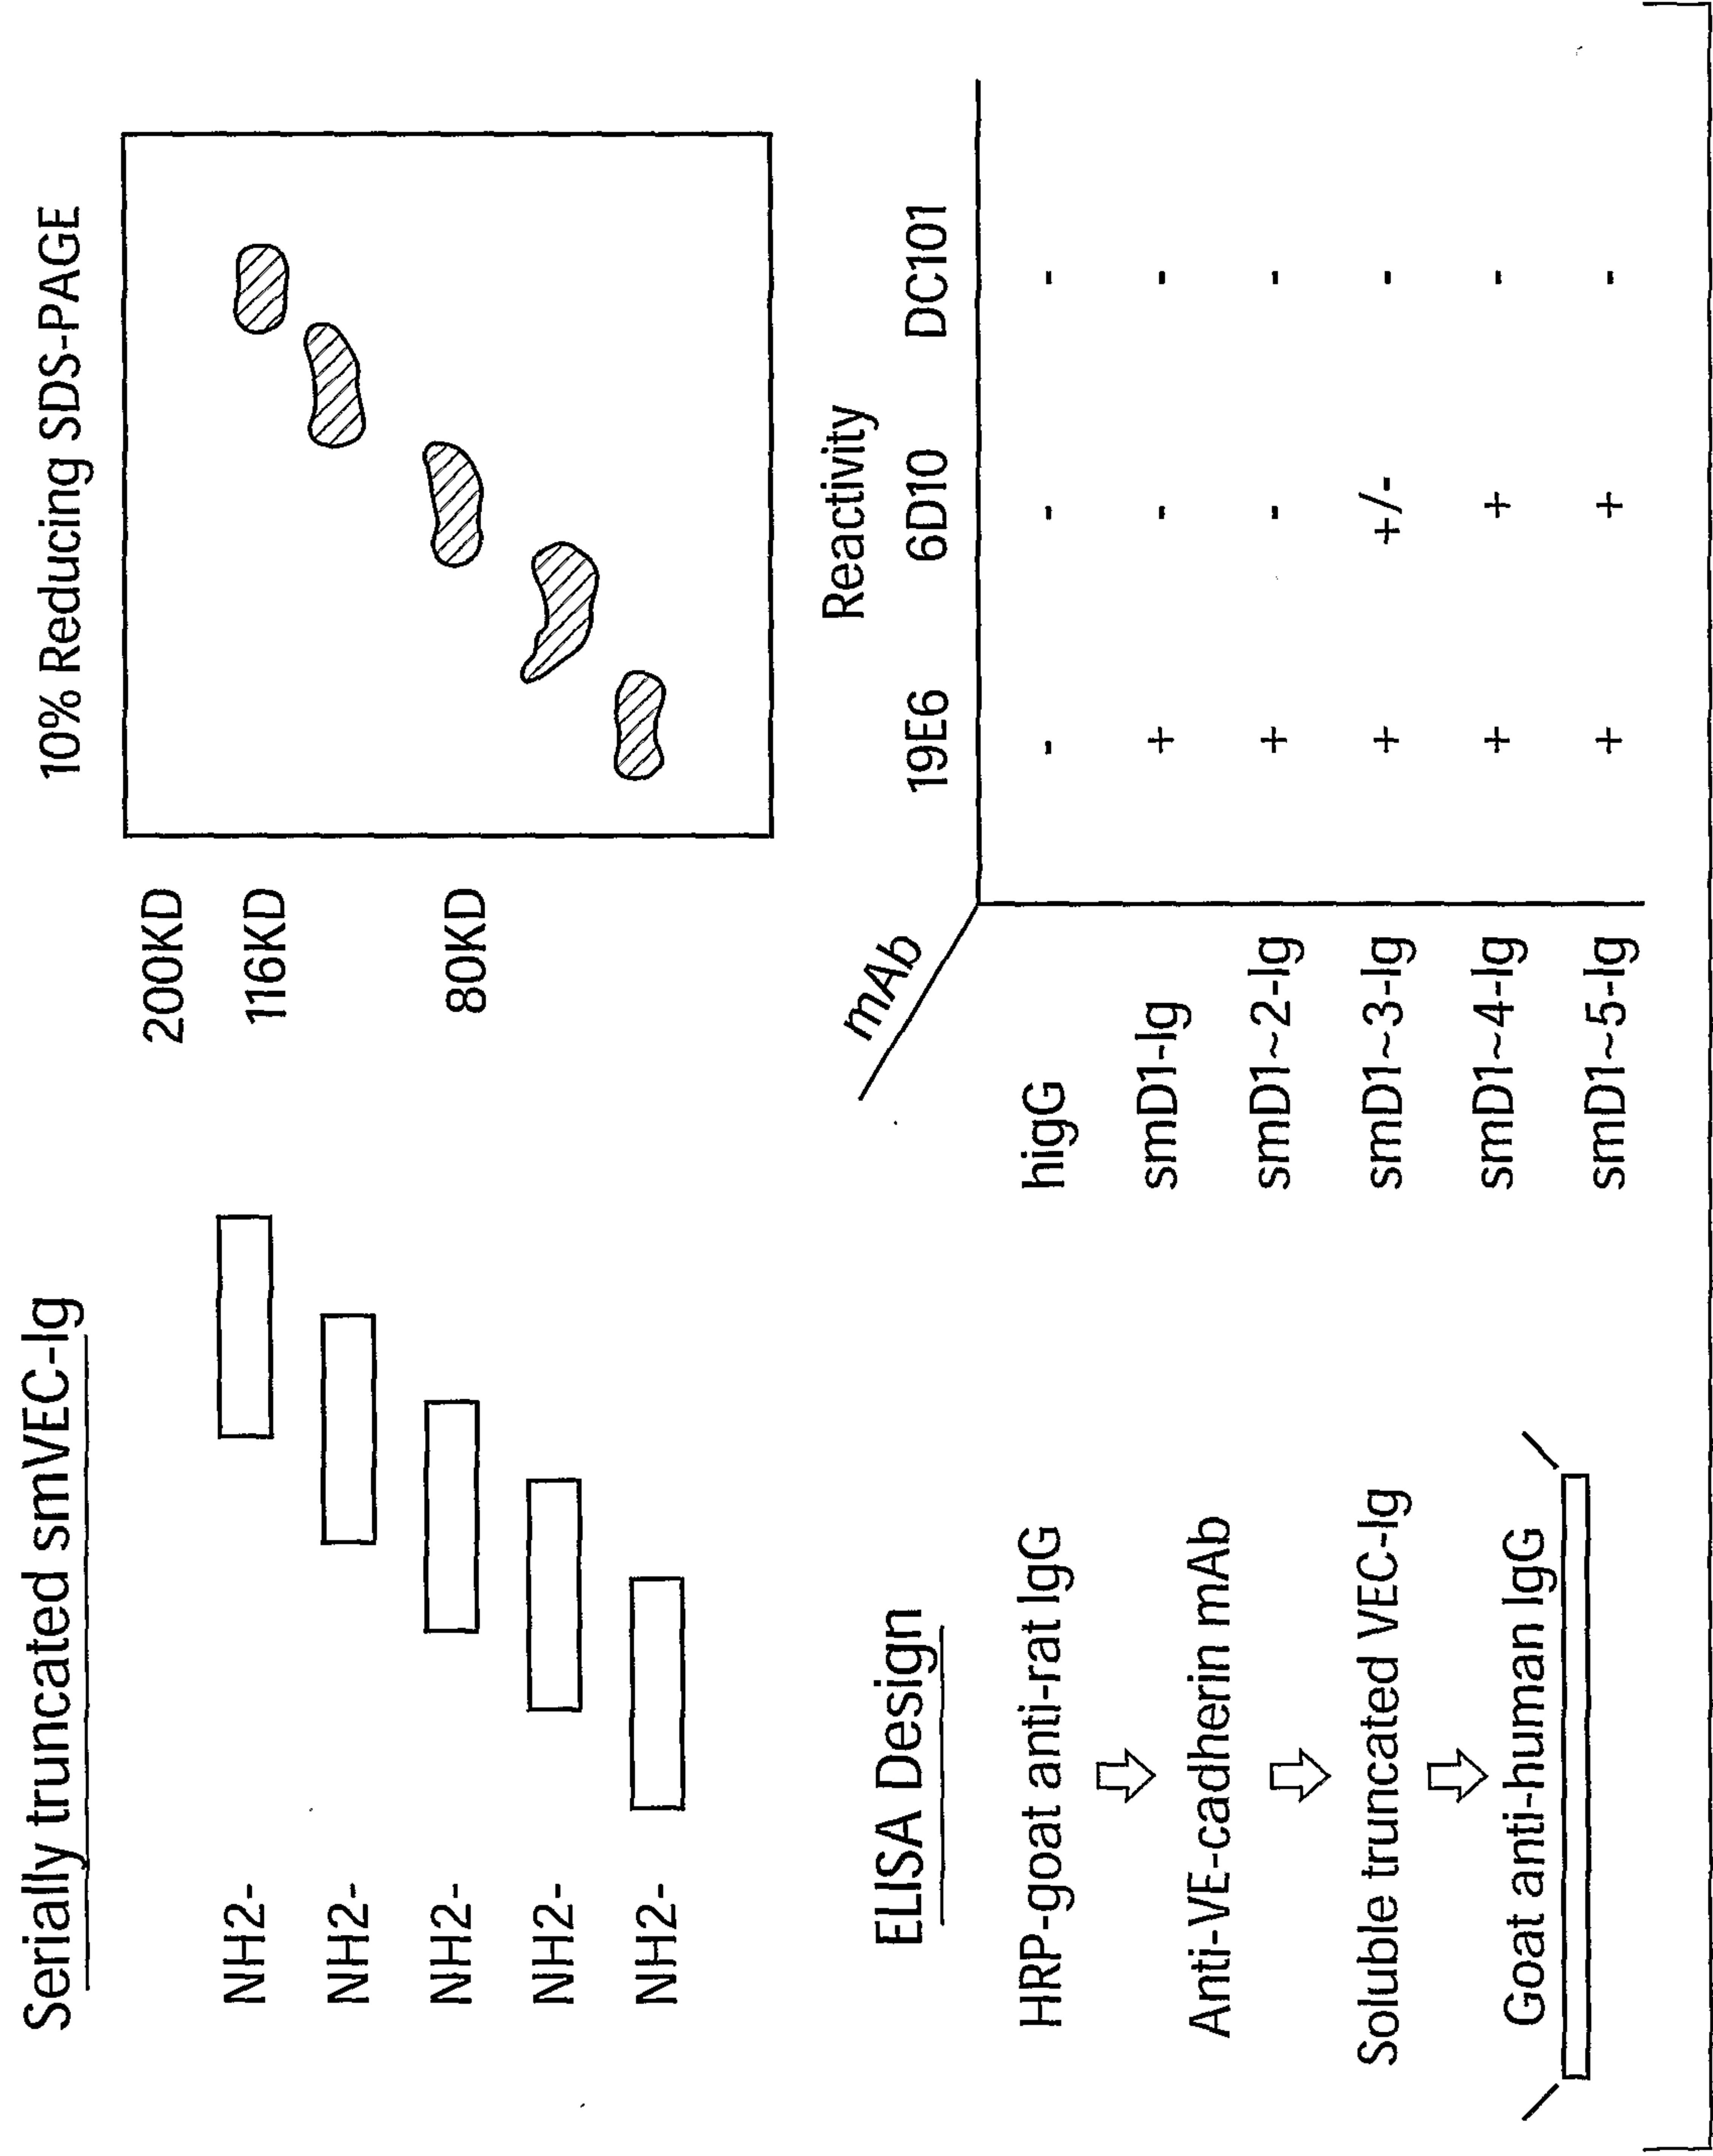 Serially truncated smVEC-Ig
NH2-
NH2-
NH2-
NH2-
NH2-
10% Reducing SDS-PAGE
200KD
116KD
80KD
ELISA Design
HRP-goat anti-rat IgG
Anti-VE-cadherin mAb
Soluble truncated VEC-Ig
Goat anti-human IgG
Reactivity
mAb 19E6 6D10 DC101
higG - - -
smD1-Ig + - -
smD1~2-Ig + - -
smD1~3-Ig + +/- -
smD1~4-Ig + + -
smD1~5-Ig + + -